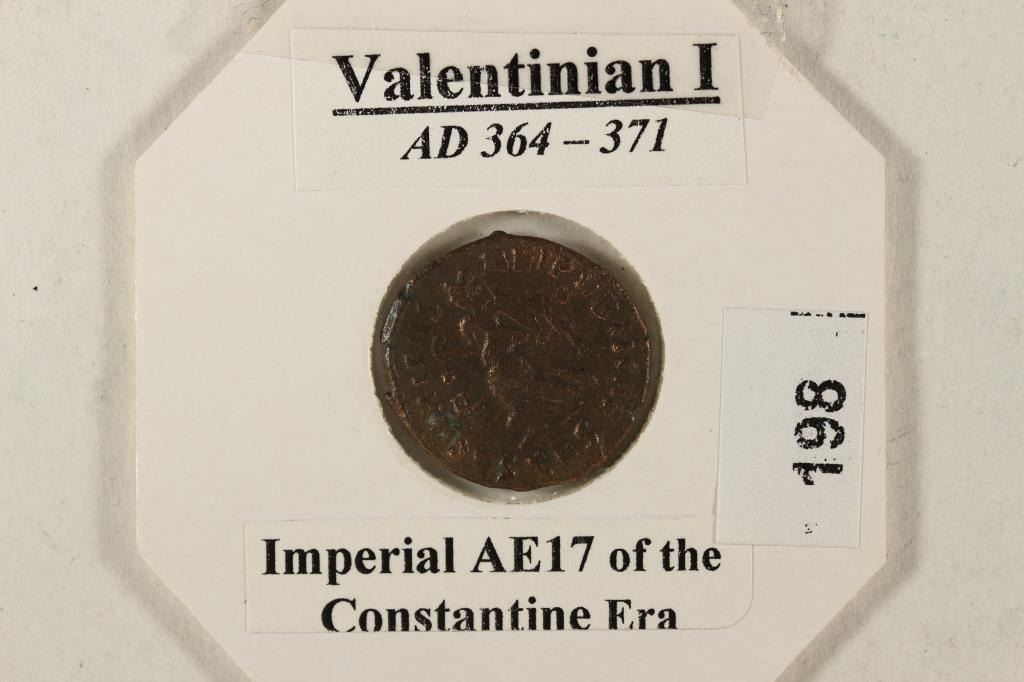 Valentinian I
AD 364 – 371
198
Imperial AE17 of the
Constantine Era